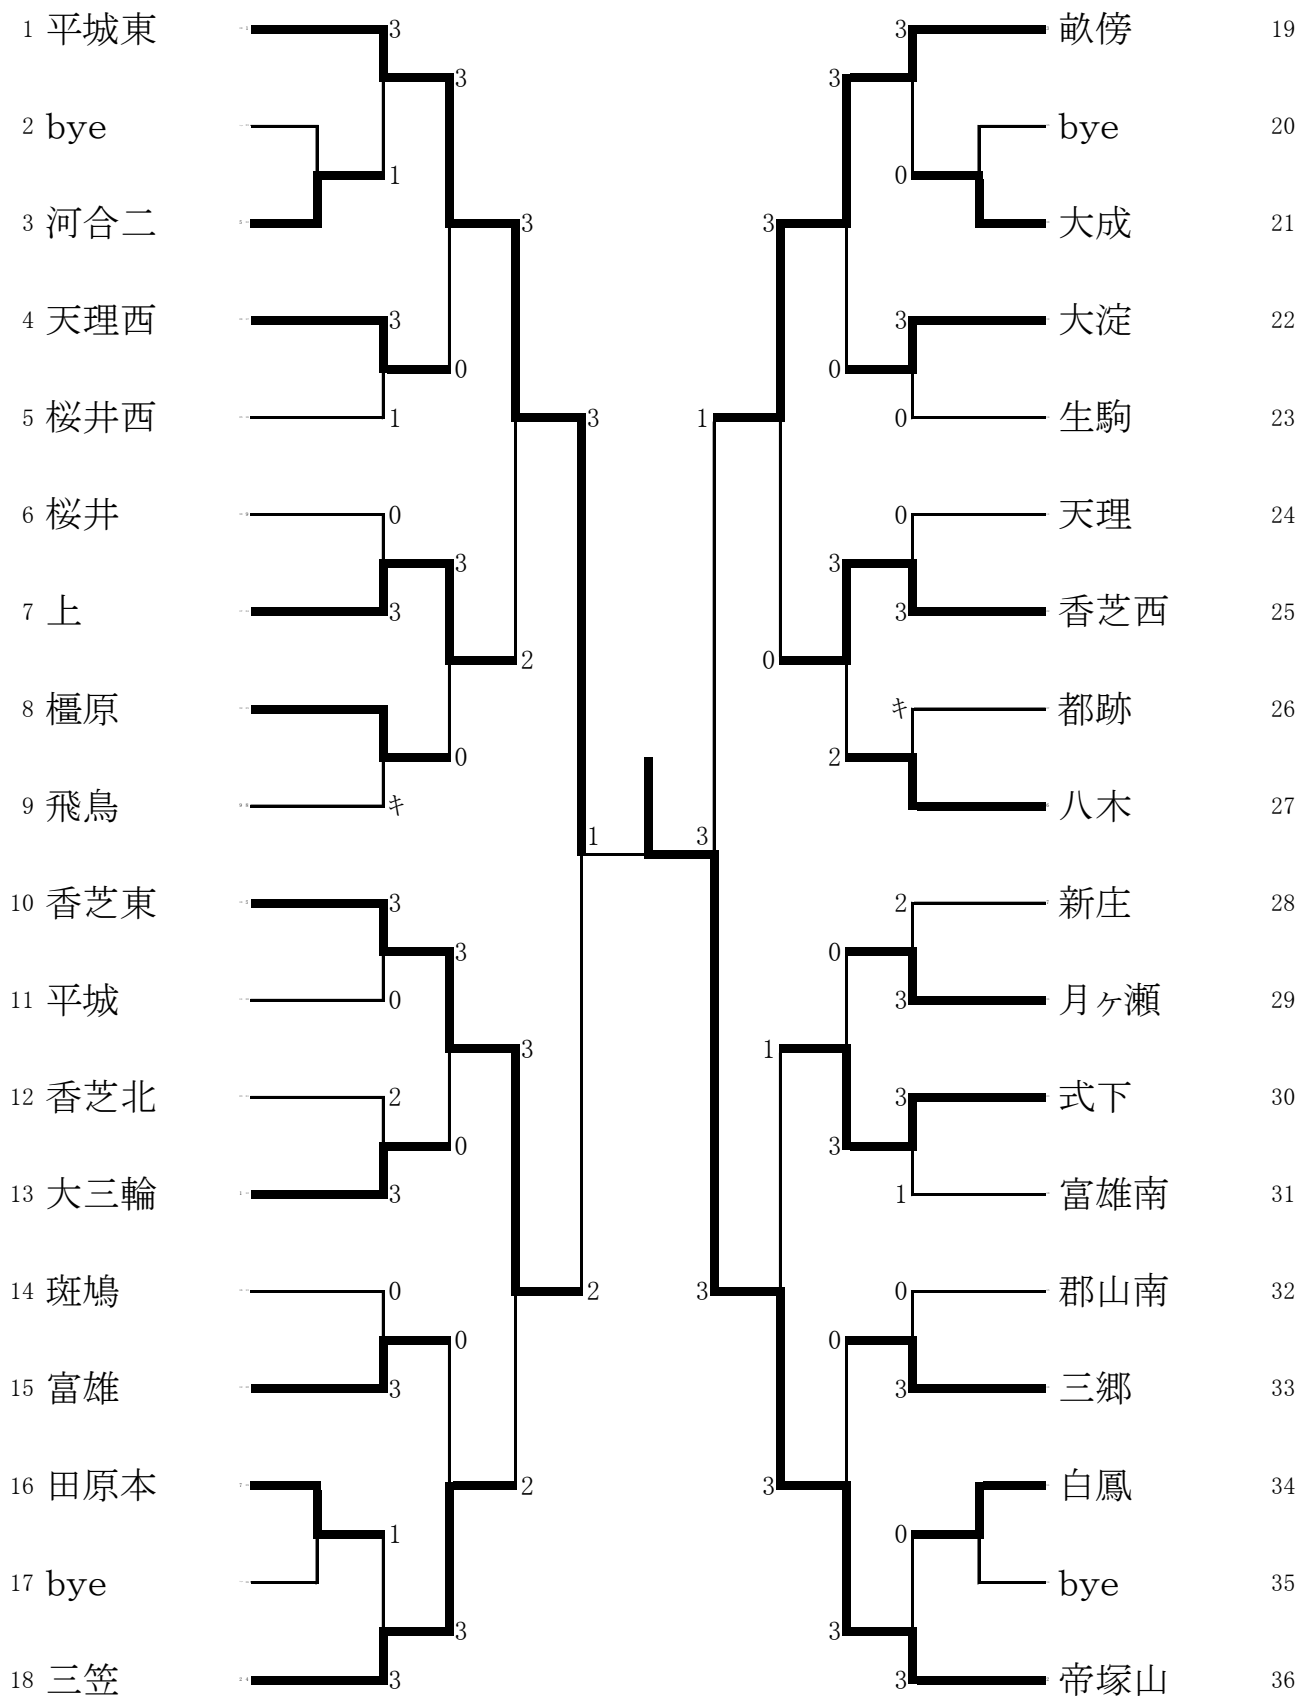 1 平城東 3 3 畝傍 19
3 3
2 bye bye 20
1 0
3 河合二 3 3 大成 21
4 天理西 3 3 大淀 22
0 0
5 桜井西 1 3 1 0 生駒 23
6 桜井 0 0 天理 24
3 3
7 上 3 3 香芝西 25
2 0
8 橿原 ｷ 都跡 26
0 2
9 飛鳥 ｷ 八木 27
1 3
10 香芝東 3 2 新庄 28
3 0
11 平城 0 3 月ヶ瀬 29
3 1
12 香芝北 2 3 式下 30
0 3
13 大三輪 3 1 富雄南 31
14 斑鳩 0 2 3 0 郡山南 32
0 0
15 富雄 3 3 三郷 33
16 田原本 2 3 白鳳 34
1 0
17 bye bye 35
3 3
18 三笠 3 3 帝塚山 36